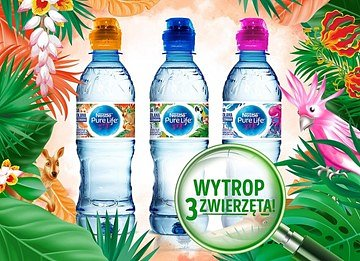 Nestlé
Pure Life
Nestlé
Pure Life
Nestlé
Pure Life
WYTROP
3 ZWIERZĘTA!